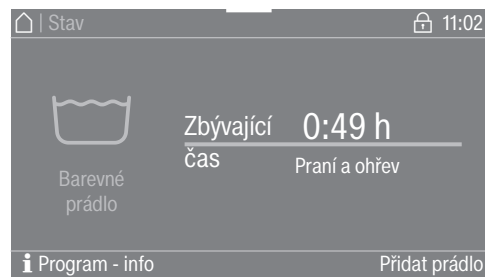 | Stav 11:02
Zbývající 0:49 h
čas Praní a ohřev
Barevné
prádlo
i Program - info Přidat prádlo